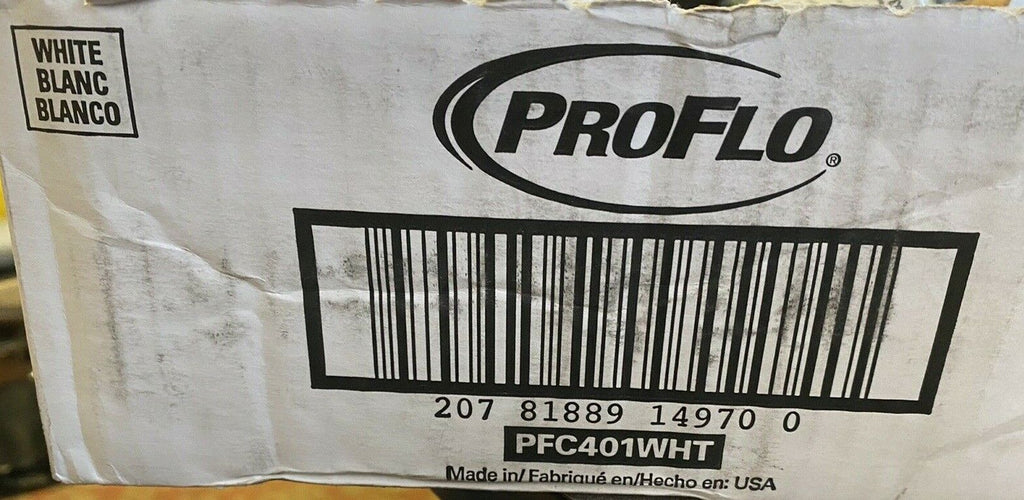 WHITE
BLANC
BLANCO
PROFLO®
207 81889 14970 0
PFC401WHT
Made in/ Fabriqué en/Hecho en: USA